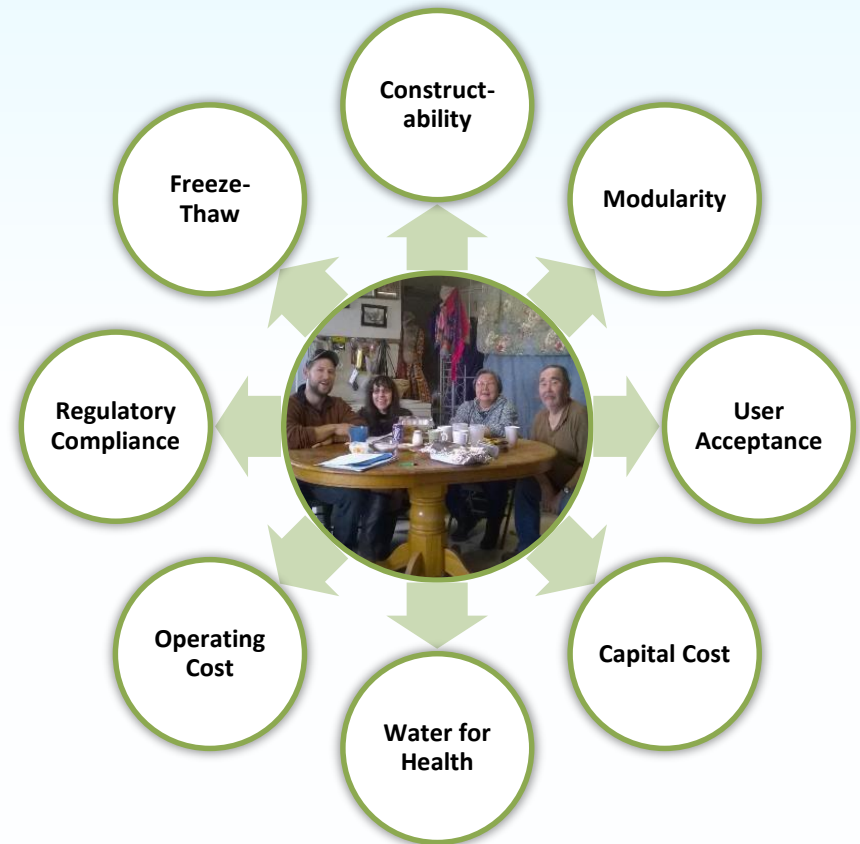 Construct-
ability
Modularity
User
Acceptance
Capital Cost
Water for
Health
Operating
Cost
Regulatory
Compliance
Freeze-
Thaw